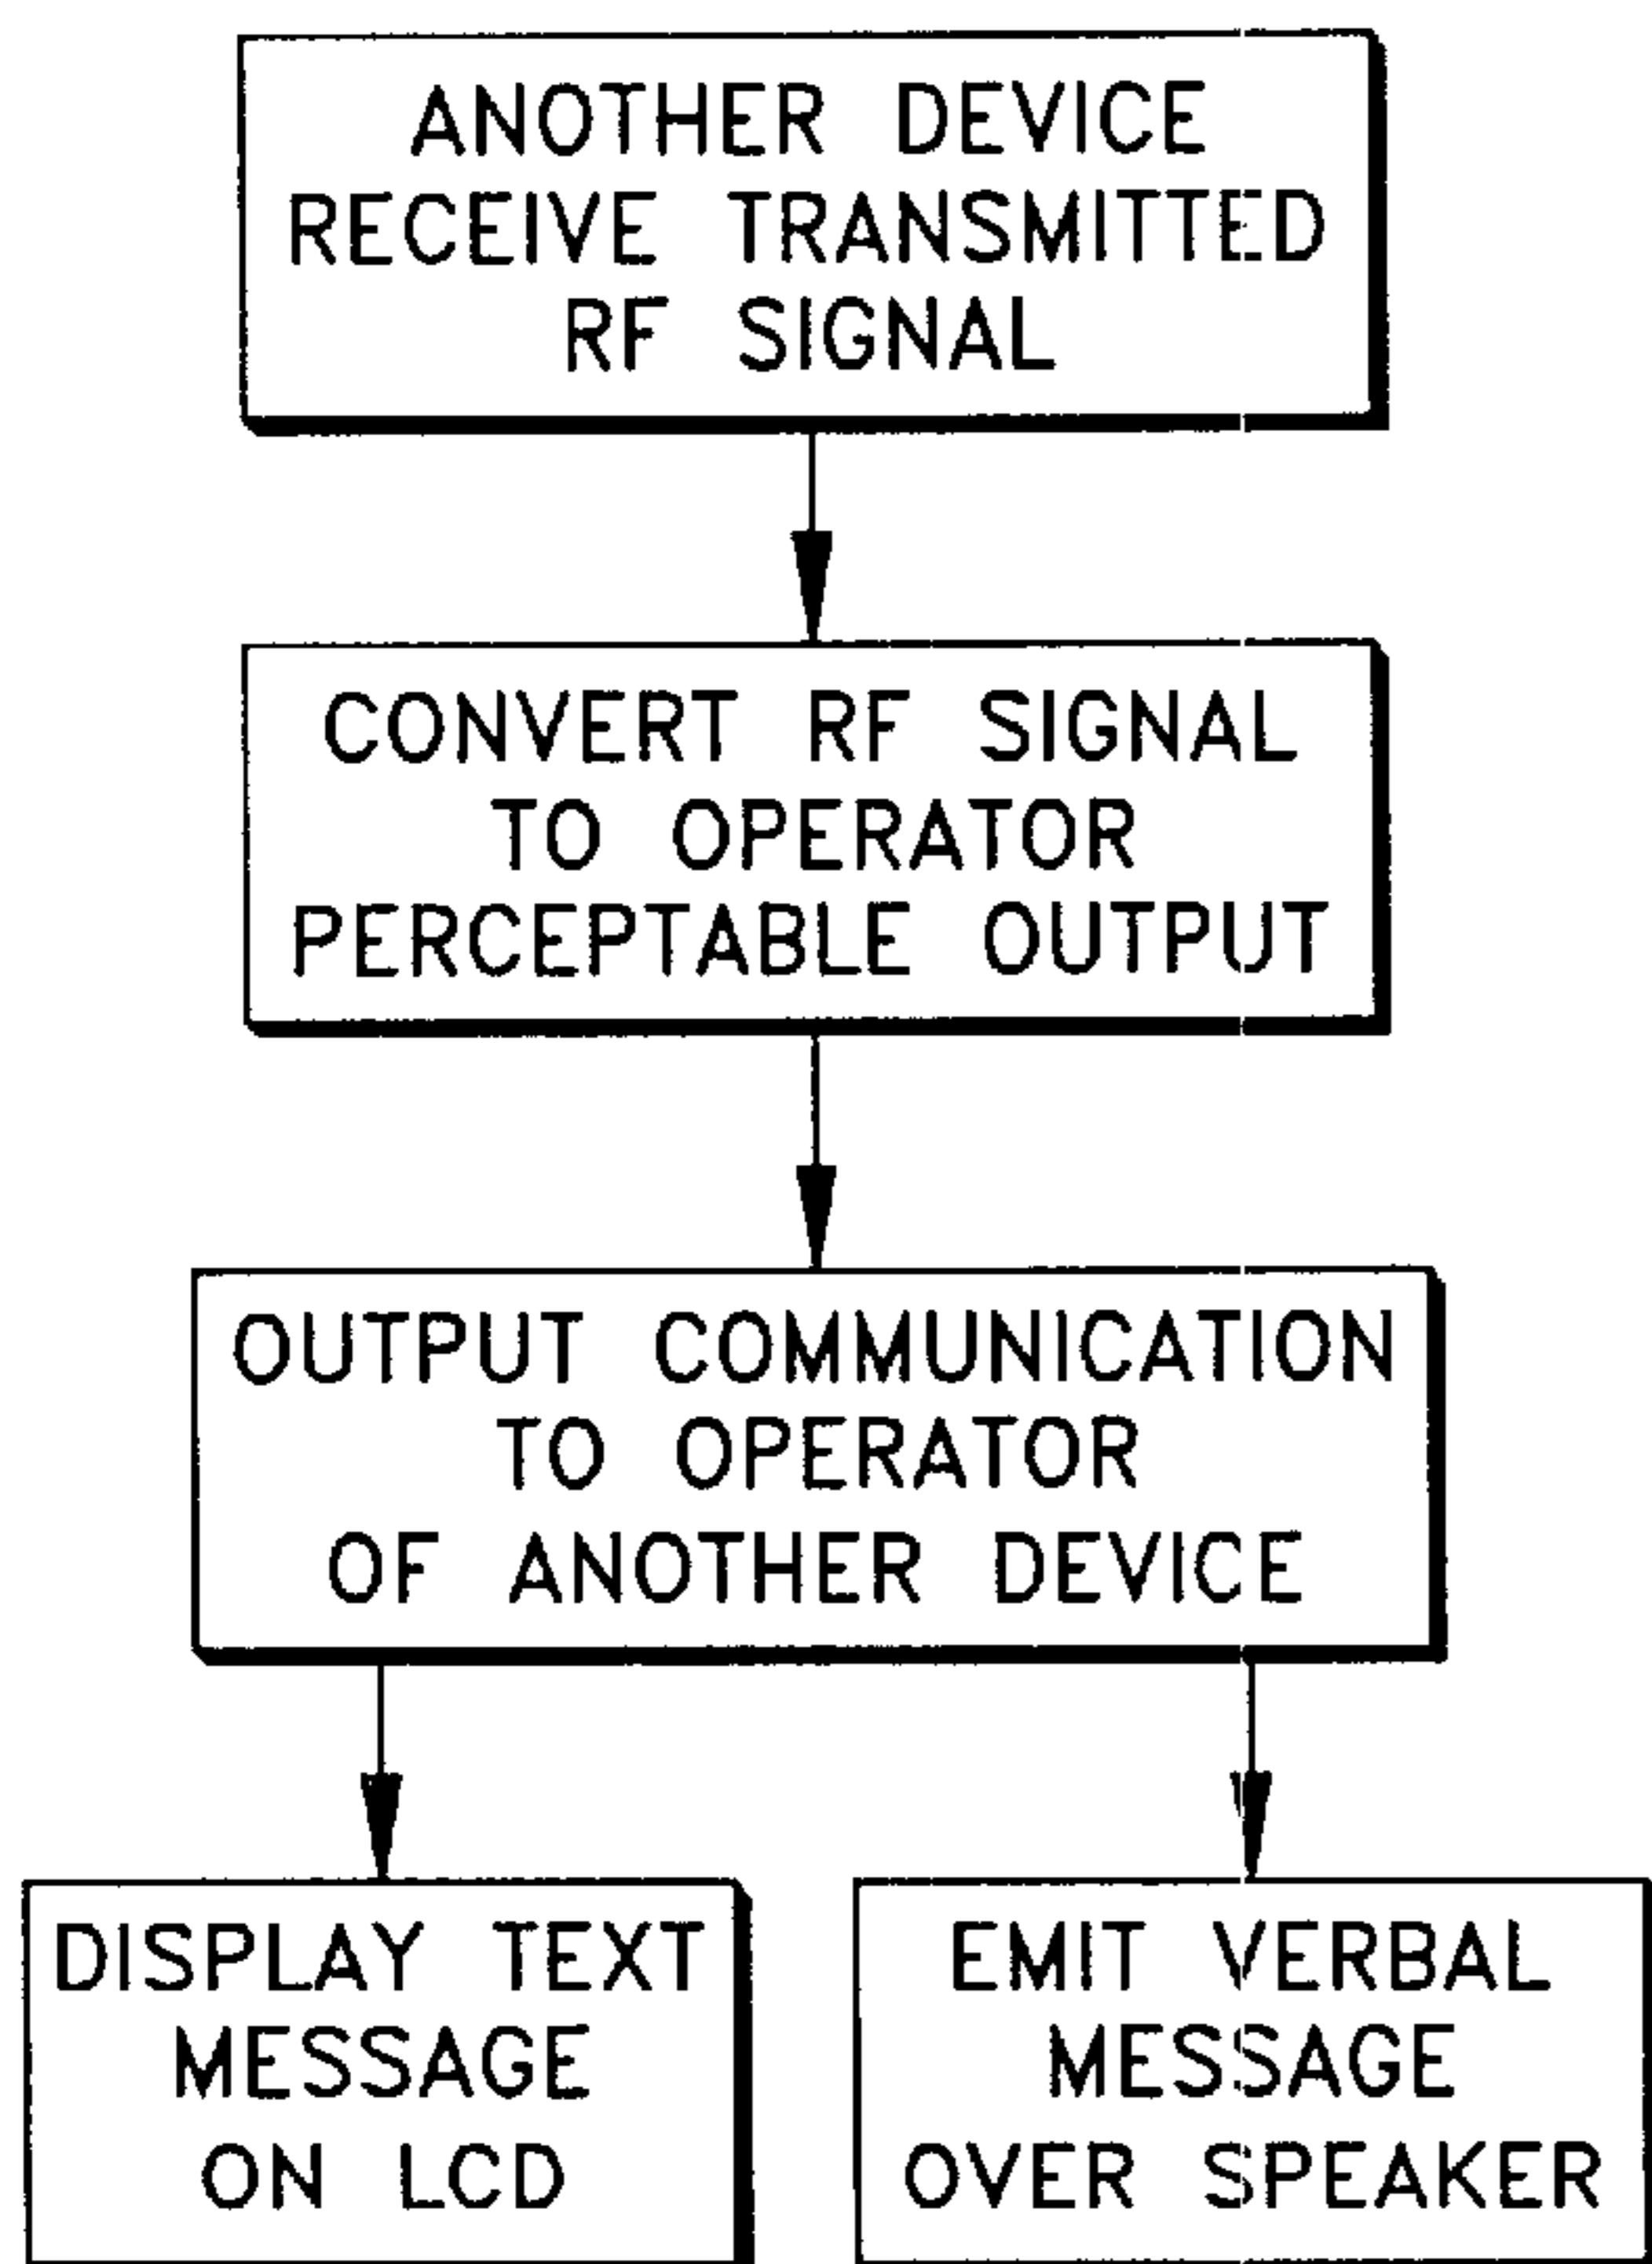 ANOTHER DEVICE
RECEIVE TRANSMITTED
RF SIGNAL
CONVERT RF SIGNAL
TO OPERATOR
PERCEPTABLE OUTPUT
OUTPUT COMMUNICATION
TO OPERATOR
OF ANOTHER DEVICE
DISPLAY TEXT
MESSAGE
ON LCD
EMIT VERBAL
MESSAGE
OVER SPEAKER